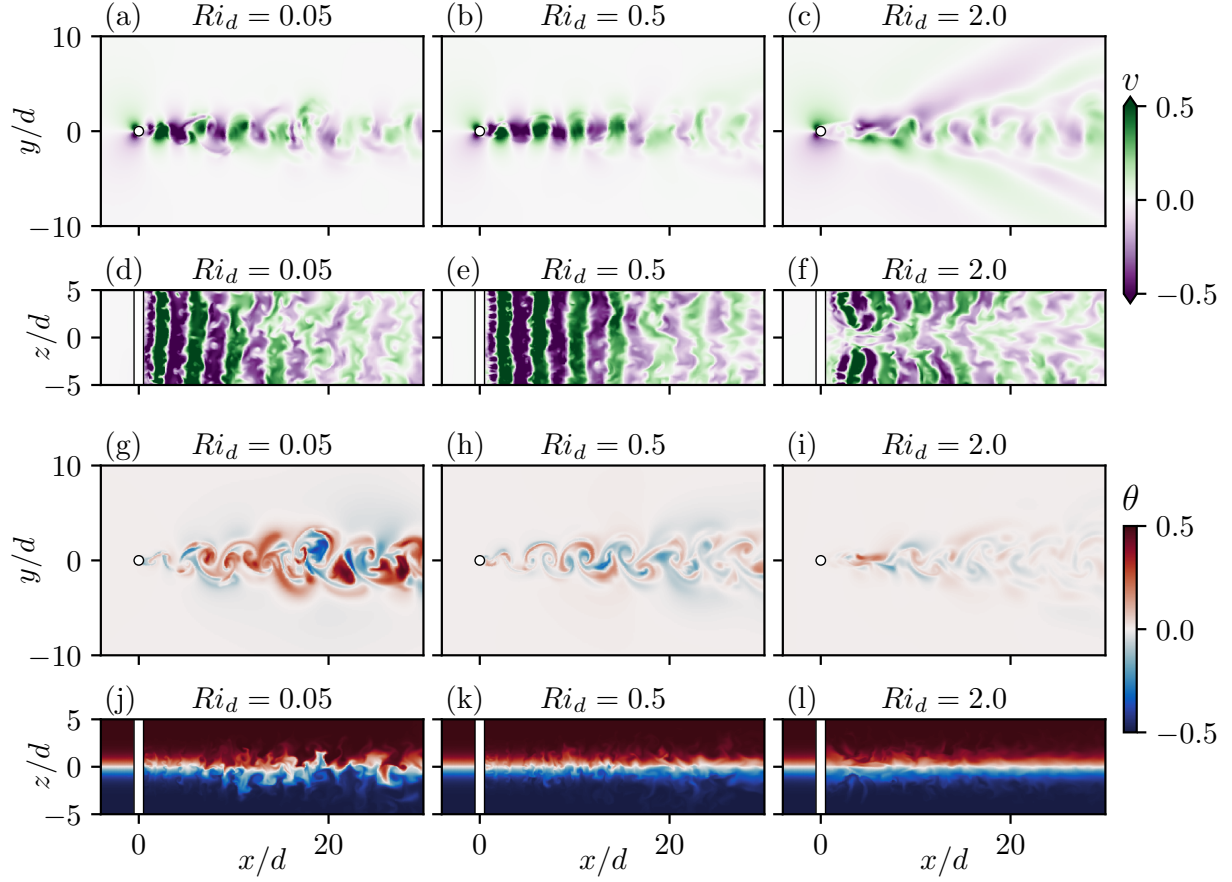 (a) Ri_d = 0.05 (b) Ri_d = 0.5 (c) Ri_d = 2.0
10
y/d
0
−10
v
0.5
0.0
−0.5
(d) Ri_d = 0.05 (e) Ri_d = 0.5 (f) Ri_d = 2.0
5
z/d
0
−5
(g) Ri_d = 0.05 (h) Ri_d = 0.5 (i) Ri_d = 2.0
10
y/d
0
−10
θ
0.5
0.0
−0.5
(j) Ri_d = 0.05 (k) Ri_d = 0.5 (l) Ri_d = 2.0
5
z/d
0
−5
0 20 0 20 0 20
x/d x/d x/d